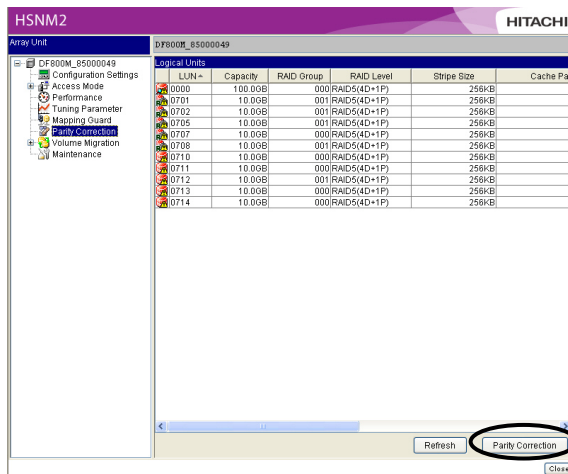 HSNM2
HITACHI
Array Unit
DF800M_85000049
DF800M_85000049
Configuration Settings
Access Mode
Performance
Tuning Parameter
Mapping Guard
Parity Correction
Volume Migration
Maintenance
Logical Units
LUN Capacity RAID Group RAID Level Stripe Size Cache Pa
0000 100.0GB 000 RAID5(4D+1P) 256KB
0701 10.0GB 001 RAID5(4D+1P) 256KB
0702 10.0GB 001 RAID5(4D+1P) 256KB
0705 10.0GB 001 RAID5(4D+1P) 256KB
0707 10.0GB 000 RAID5(4D+1P) 256KB
0708 10.0GB 001 RAID5(4D+1P) 256KB
0710 10.0GB 000 RAID5(4D+1P) 256KB
0711 10.0GB 000 RAID5(4D+1P) 256KB
0712 10.0GB 001 RAID5(4D+1P) 256KB
0713 10.0GB 000 RAID5(4D+1P) 256KB
0714 10.0GB 000 RAID5(4D+1P) 256KB
Refresh Parity Correction
Close